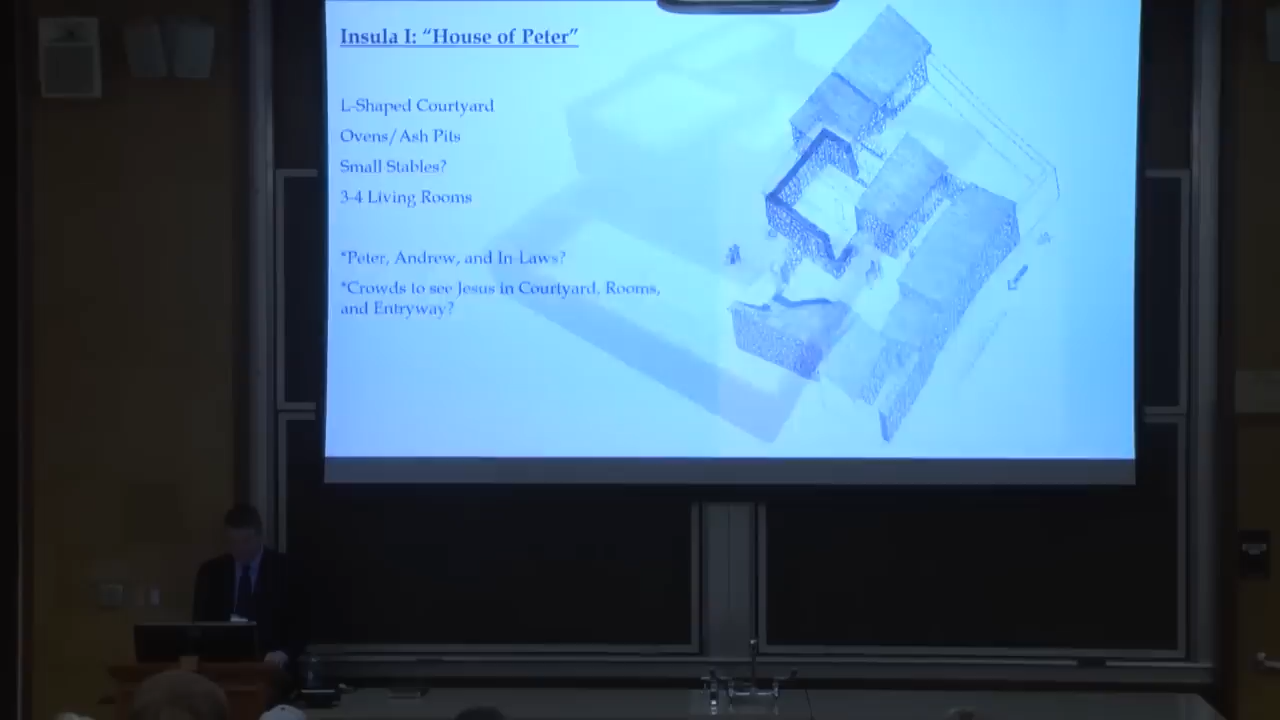 Insula I: “House of Peter”
L-Shaped Courtyard
Ovens/Ash Pits
Small Stables?
3-4 Living Rooms
*Peter, Andrew, and In-Laws?
*Crowds to see Jesus in Courtyard, Rooms,
and Entryway?